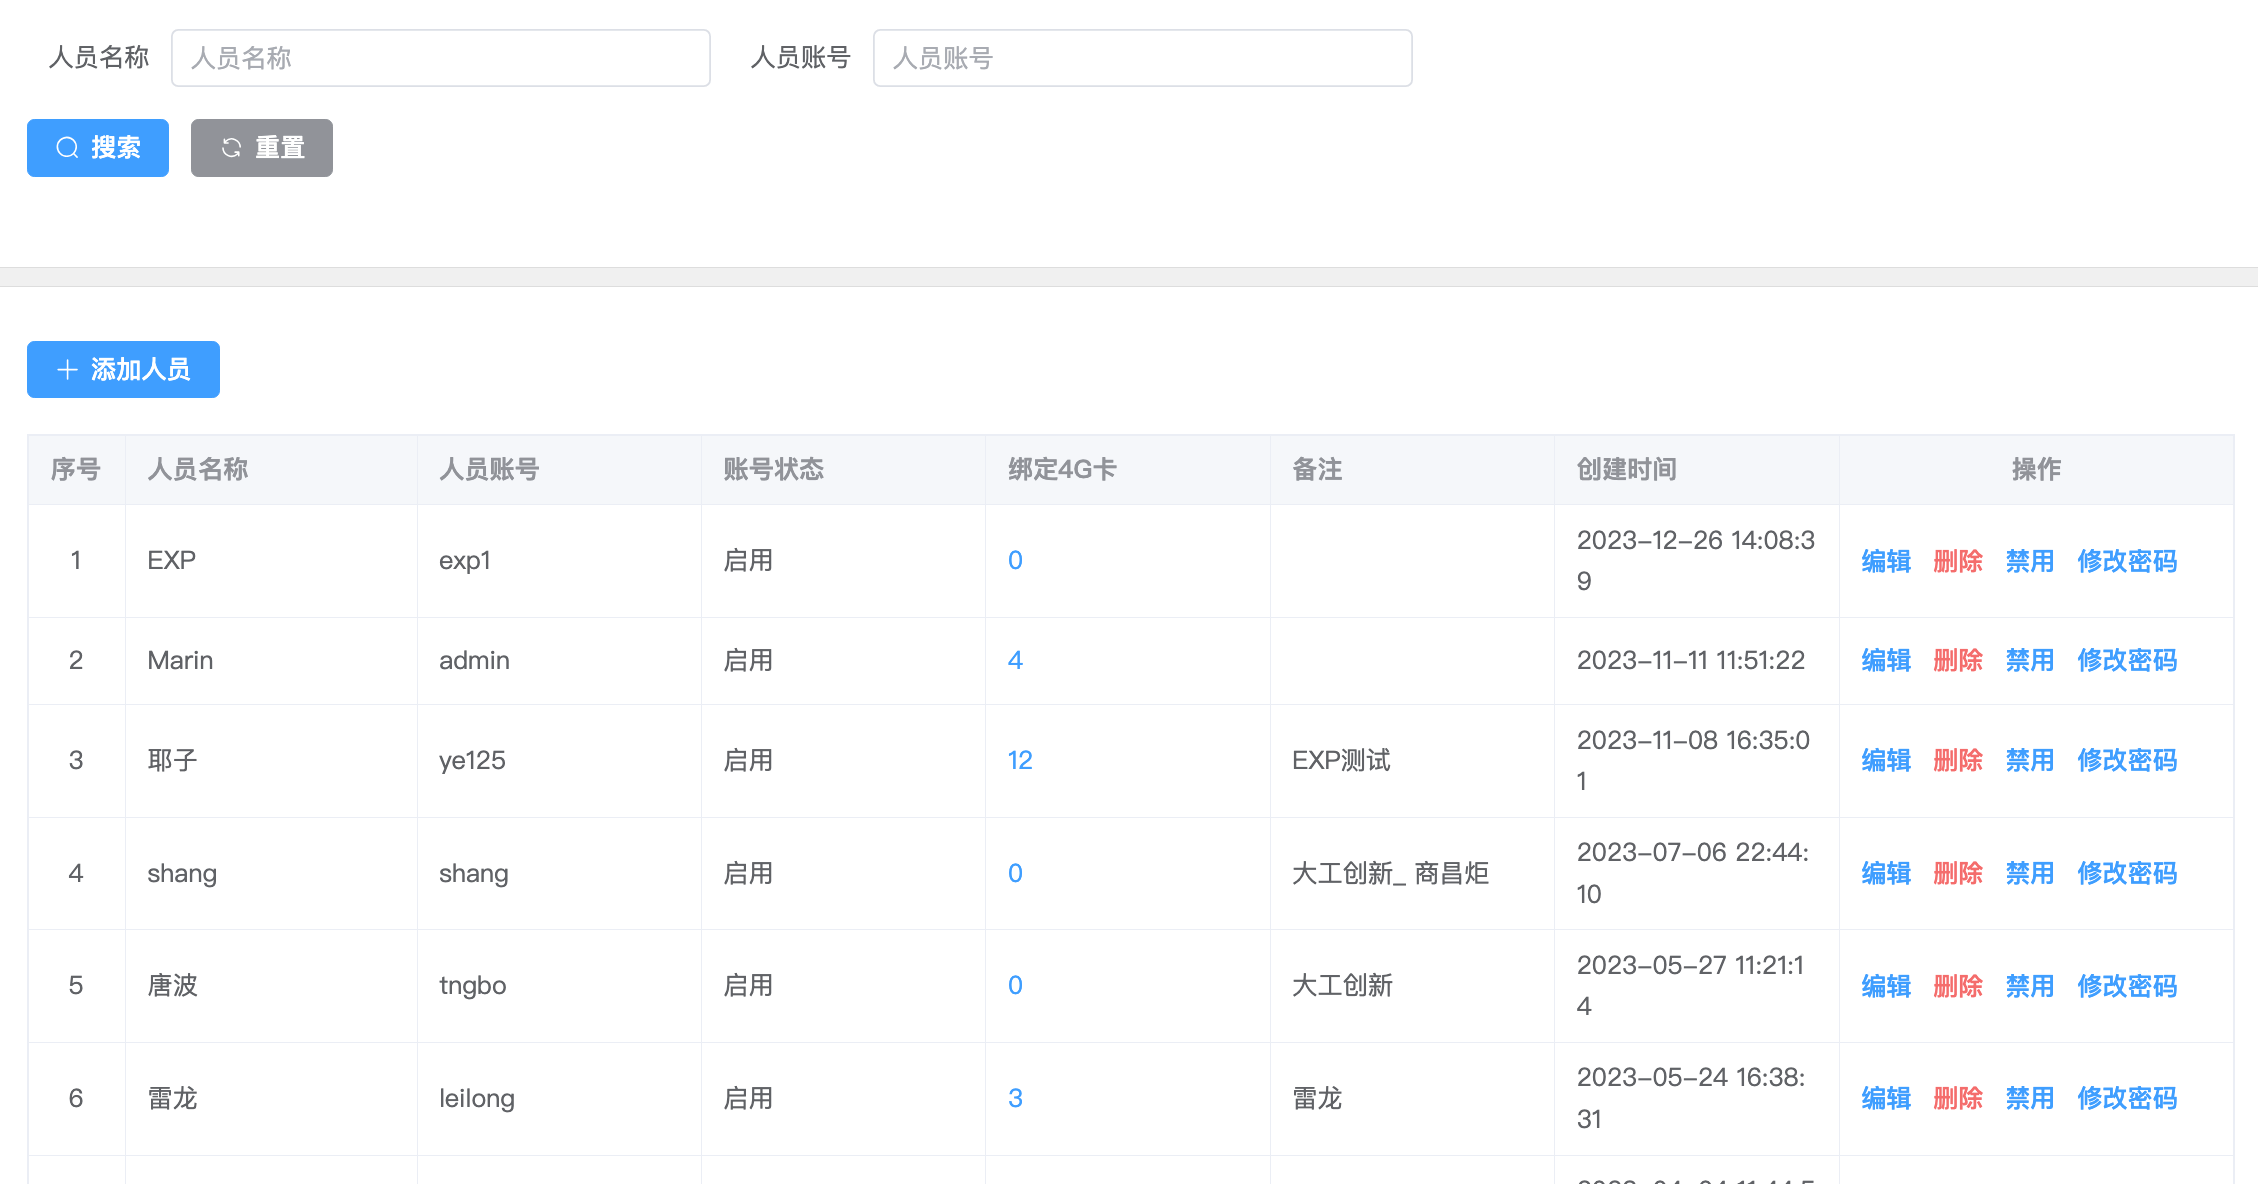 人员名称 人员名称 人员账号 人员账号
搜索 重置
添加人员
序号 人员名称 人员账号 账号状态 绑定4G卡 备注 创建时间 操作
1 EXP exp1 启用 0 2023-12-26 14:08:3
9 编辑 删除 禁用 修改密码
2 Marin admin 启用 4 2023-11-11 11:51:22 编辑 删除 禁用 修改密码
3 耶子 ye125 启用 12 EXP测试 2023-11-08 16:35:0
1 编辑 删除 禁用 修改密码
4 shang shang 启用 0 大工创新_ 商昌炬 2023-07-06 22:44:
10 编辑 删除 禁用 修改密码
5 唐波 tngbo 启用 0 大工创新 2023-05-27 11:21:1
4 编辑 删除 禁用 修改密码
6 雷龙 leilong 启用 3 雷龙 2023-05-24 16:38:
31 编辑 删除 禁用 修改密码